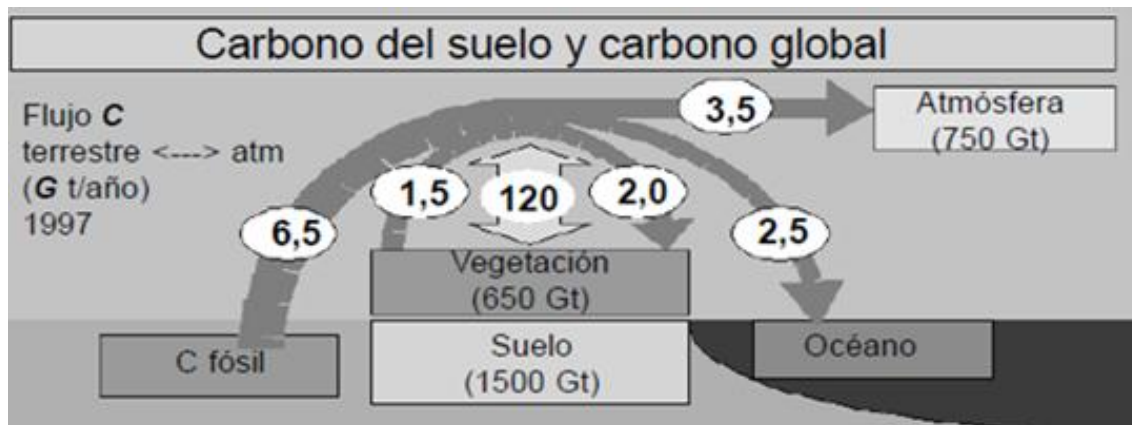 Carbono del suelo y carbono global
Flujo C
terrestre <---> atm
(G t/año)
1997
3,5
Atmósfera
(750 Gt)
1,5
120
2,0
6,5
2,5
Vegetación
(650 Gt)
C fósil
Suelo
(1500 Gt)
Océano